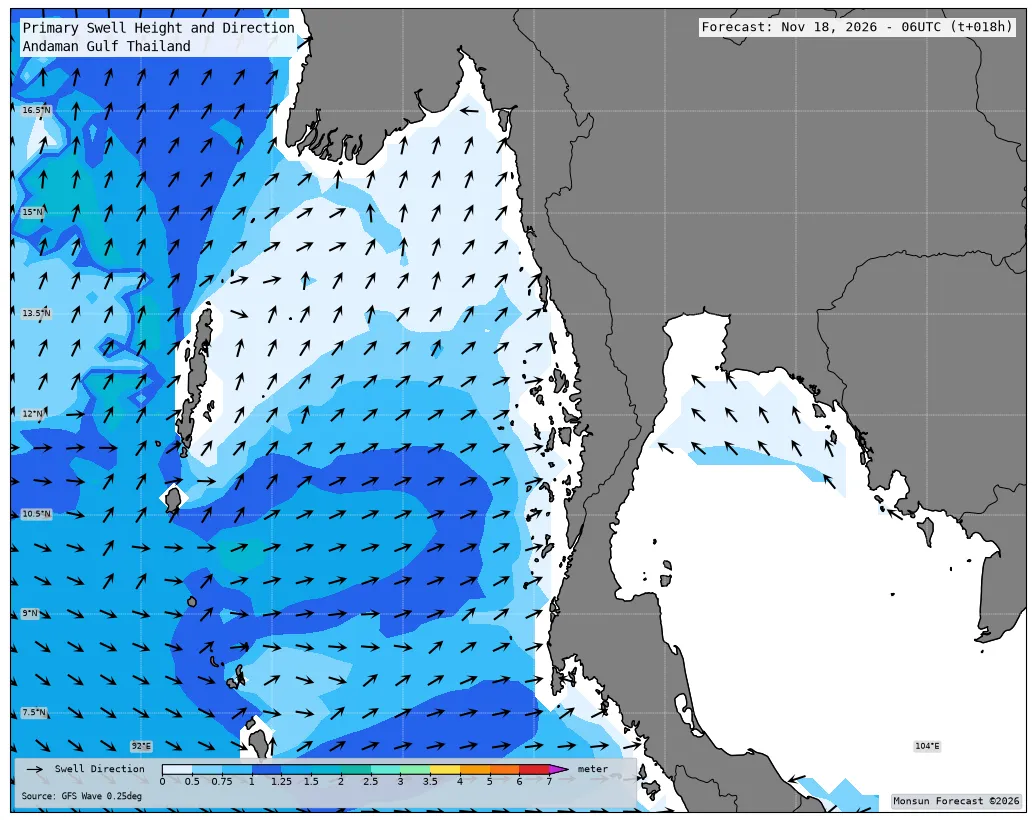 Primary Swell Height and Direction
Andaman Gulf Thailand
Forecast: Nov 18, 2026 - 06UTC (t+018h)
16.5°N
15°N
13.5°N
12°N
10.5°N
9°N
7.5°N
92°E
104°E
Swell Direction
0 0.5 0.75 1 1.25 1.5 2 2.5 3 3.5 4 5 6 7 meter
Source: GFS Wave 0.25deg
Monsun Forecast ©2026